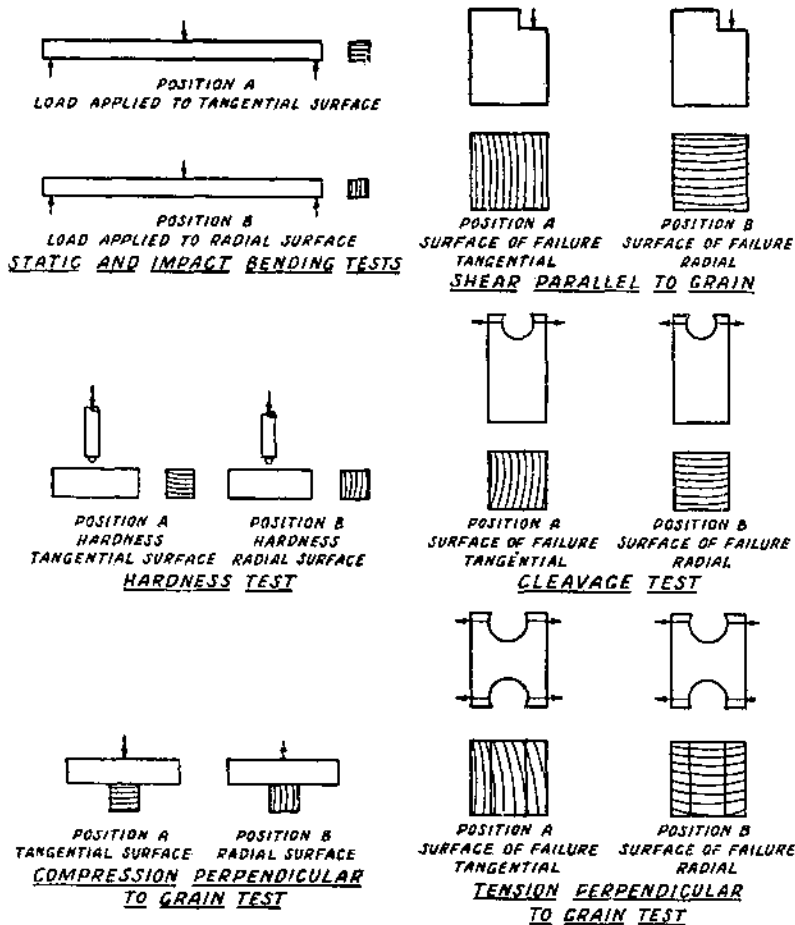 POSITION A
LOAD APPLIED TO TANGENTIAL SURFACE
POSITION B
LOAD APPLIED TO RADIAL SURFACE
STATIC AND IMPACT BENDING TESTS
POSITION A
SURFACE OF FAILURE
TANGENTIAL
POSITION B
SURFACE OF FAILURE
RADIAL
SHEAR PARALLEL TO GRAIN
POSITION A
HARDNESS
TANGENTIAL SURFACE
POSITION B
HARDNESS
RADIAL SURFACE
HARDNESS TEST
POSITION A
SURFACE OF FAILURE
TANGENTIAL
POSITION B
SURFACE OF FAILURE
RADIAL
CLEAVAGE TEST
POSITION A
TANGENTIAL SURFACE
POSITION B
RADIAL SURFACE
COMPRESSION PERPENDICULAR
TO GRAIN TEST
POSITION A
SURFACE OF FAILURE
TANGENTIAL
POSITION B
SURFACE OF FAILURE
RADIAL
TENSION PERPENDICULAR
TO GRAIN TEST